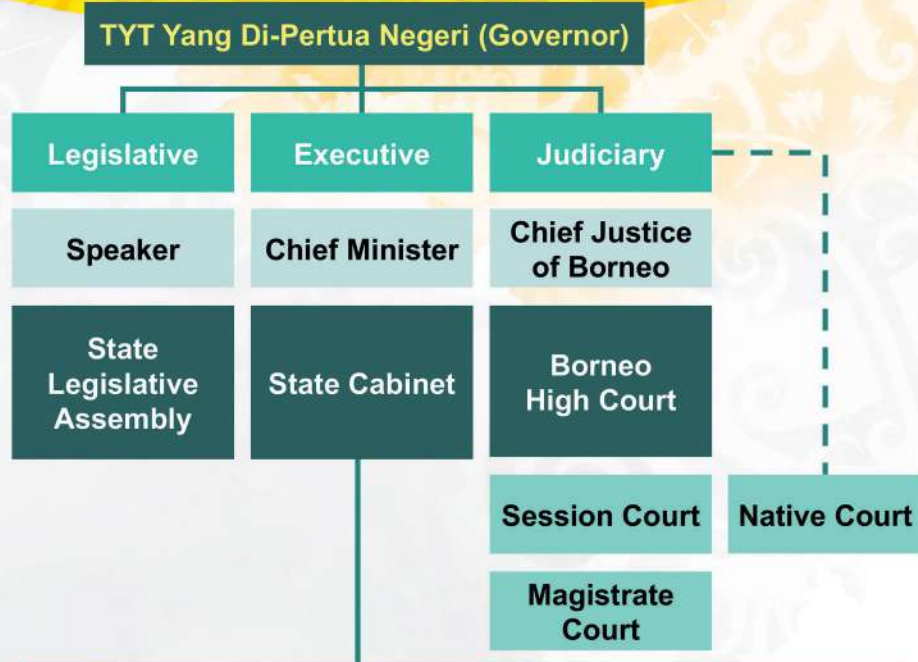 TYT Yang Di-Pertua Negeri (Governor)
Legislative
Executive
Judiciary
Speaker
Chief Minister
Chief Justice
of Borneo
State
Legislative
Assembly
State Cabinet
Borneo
High Court
Session Court
Native Court
Magistrate
Court